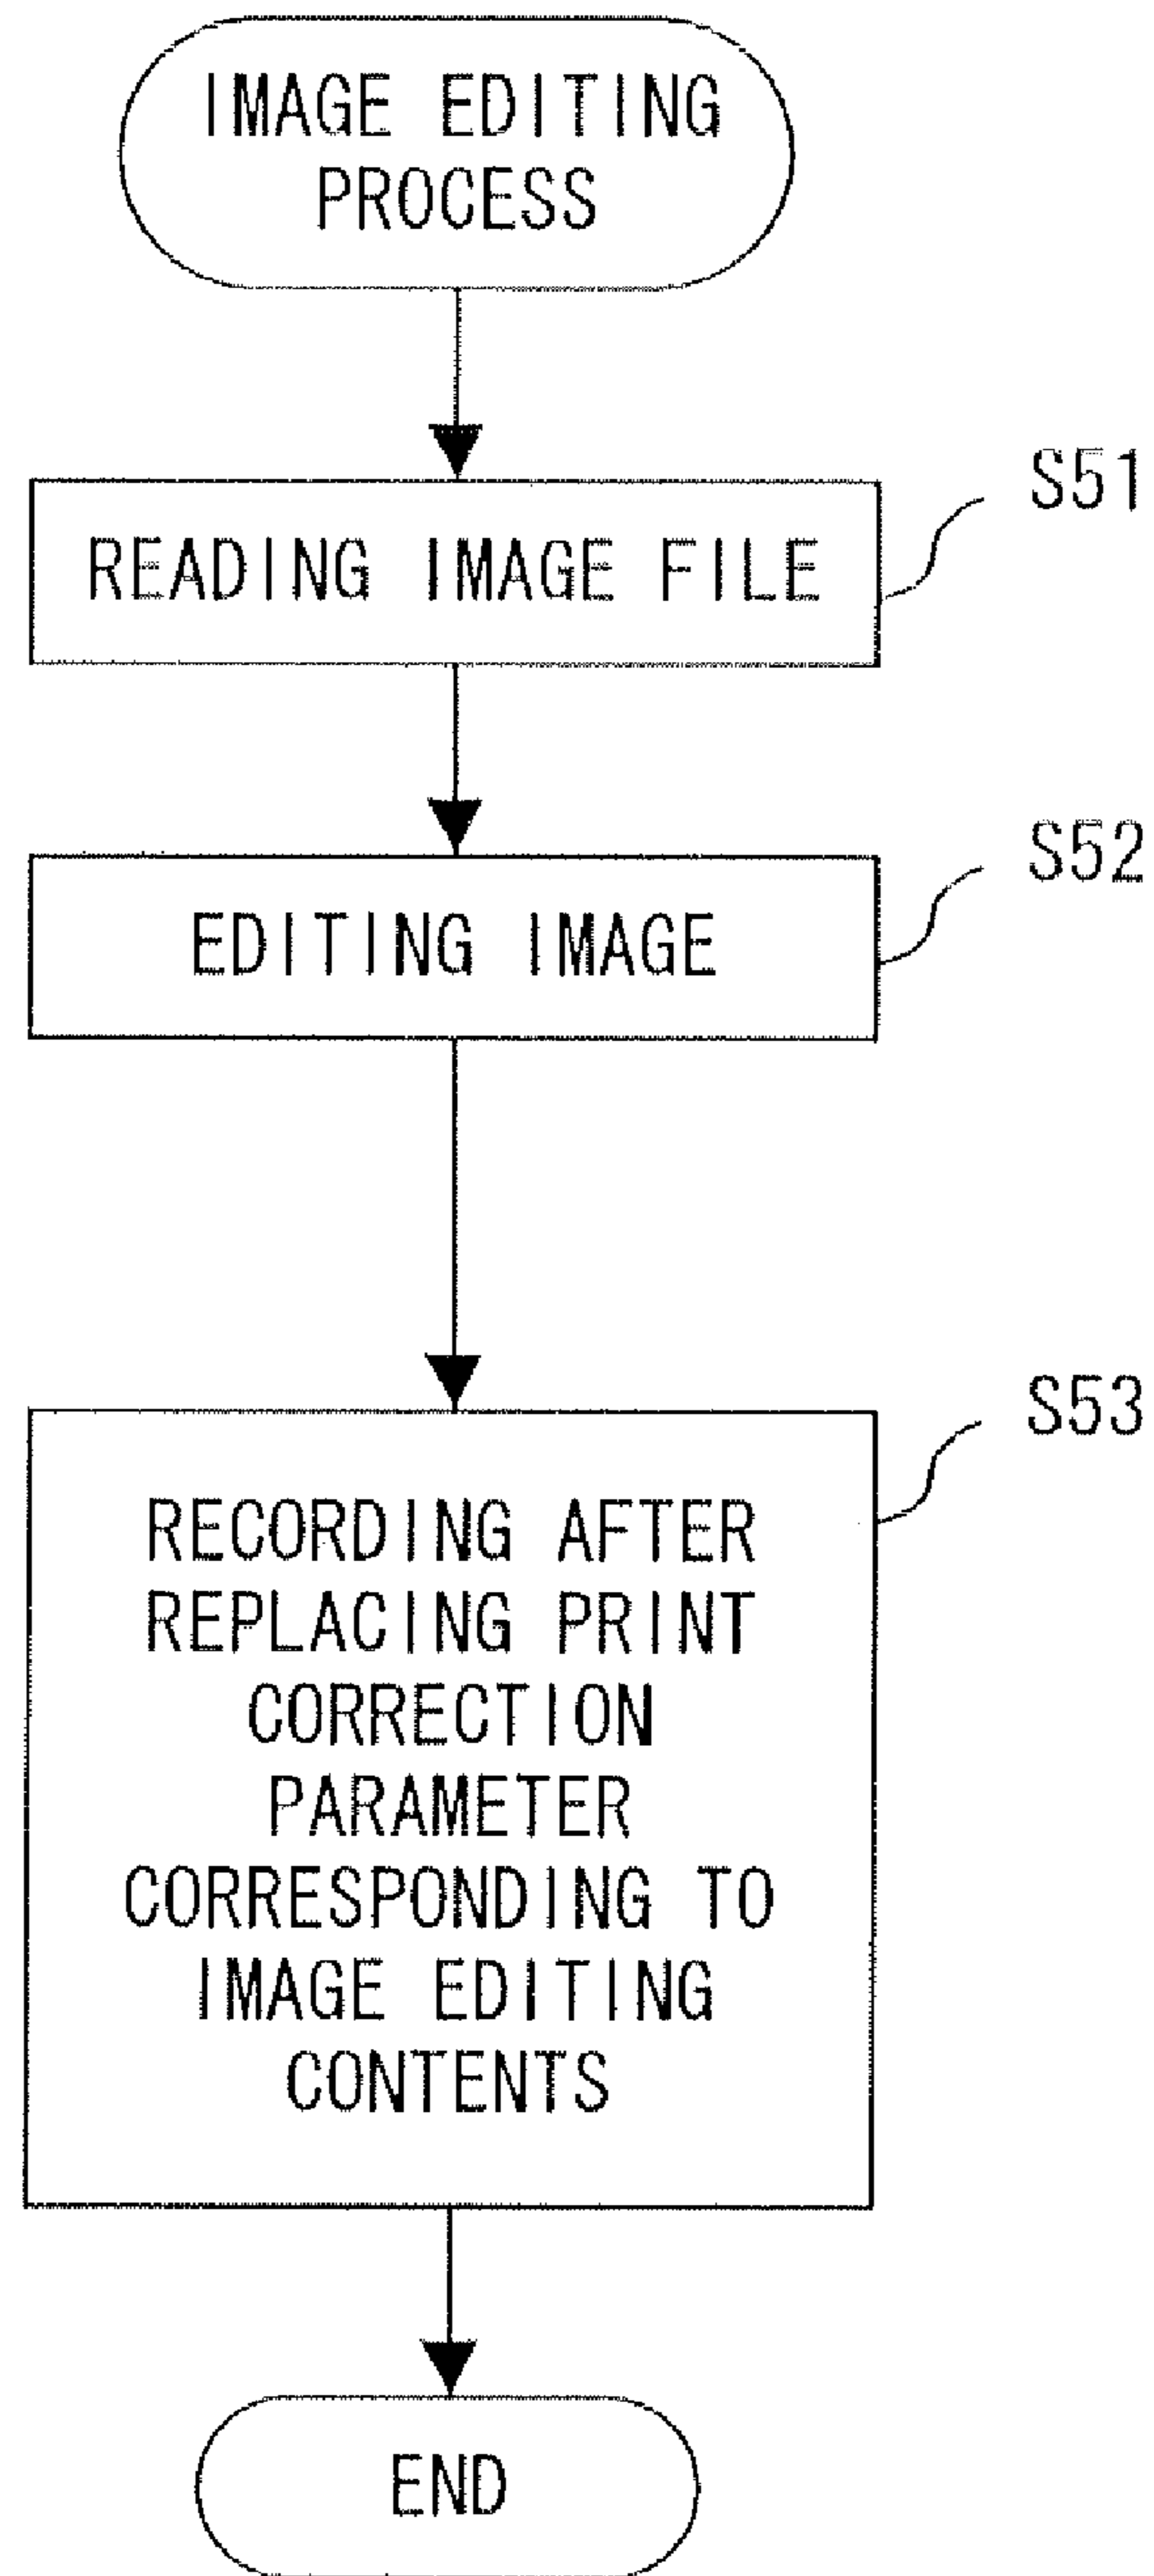 IMAGE EDITING
PROCESS
S51
READING IMAGE FILE
S52
EDITING IMAGE
S53
RECORDING AFTER
REPLACING PRINT
CORRECTION
PARAMETER
CORRESPONDING TO
IMAGE EDITING
CONTENTS
END